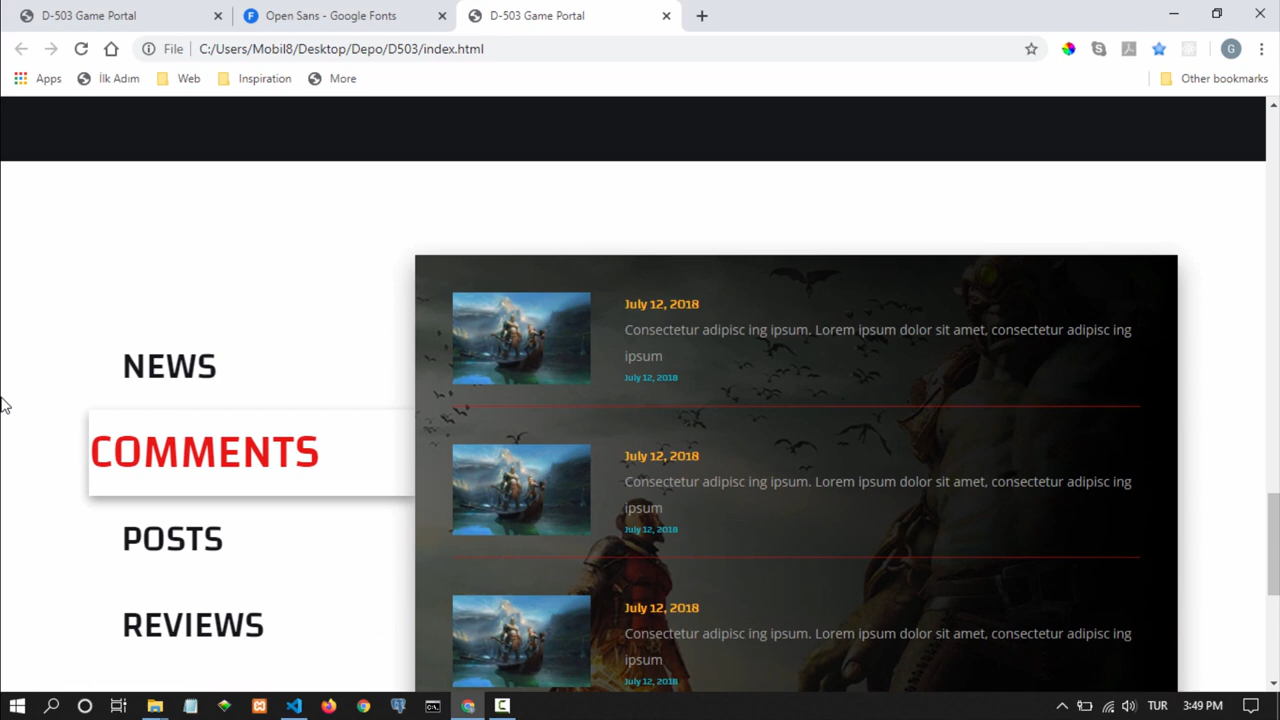 D-503 Game Portal
Open Sans - Google Fonts
D-503 Game Portal
File
C:/Users/Mobil8/Desktop/Depo/D503/index.html
G
Apps
İlk Adım
Web
Inspiration
More
Other bookmarks
NEWS
COMMENTS
POSTS
REVIEWS
July 12, 2018
Consectetur adipisc ing ipsum. Lorem ipsum dolor sit amet, consectetur adipisc ing
ipsum
July 12, 2018
July 12, 2018
Consectetur adipisc ing ipsum. Lorem ipsum dolor sit amet, consectetur adipisc ing
ipsum
July 12, 2018
July 12, 2018
Consectetur adipisc ing ipsum. Lorem ipsum dolor sit amet, consectetur adipisc ing
ipsum
July 12, 2018
TUR
3:49 PM